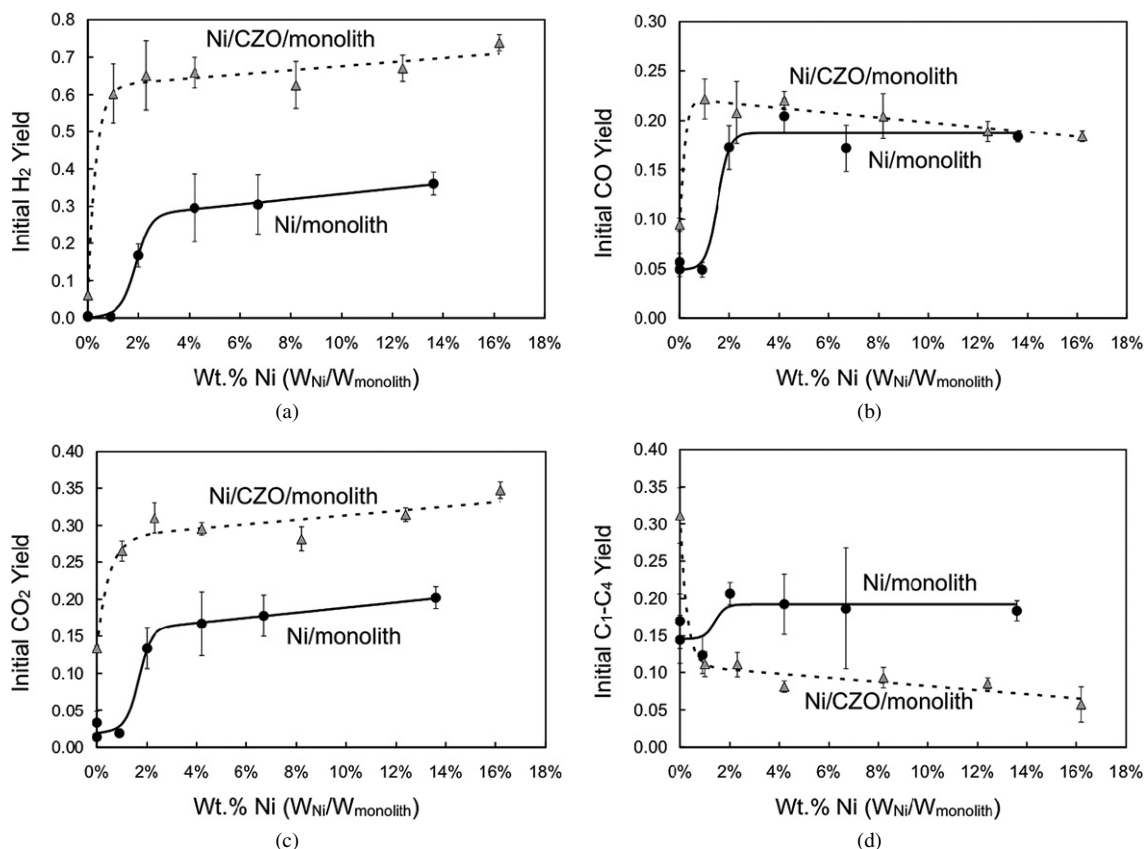 (a)
0.8
0.7
0.6
0.5
0.4
0.3
0.2
0.1
0.0
Initial H2 Yield
Ni/CZO/monolith
Ni/monolith
0% 2% 4% 6% 8% 10% 12% 14% 16% 18%
Wt.% Ni (WNi/Wmonolith)
(a)
0.30
0.25
0.20
0.15
0.10
0.05
0.00
Initial CO Yield
Ni/CZO/monolith
Ni/monolith
0% 2% 4% 6% 8% 10% 12% 14% 16% 18%
Wt.% Ni (WNi/Wmonolith)
(b)
0.40
0.35
0.30
0.25
0.20
0.15
0.10
0.05
0.00
Initial CO2 Yield
Ni/CZO/monolith
Ni/monolith
0% 2% 4% 6% 8% 10% 12% 14% 16% 18%
Wt.% Ni (WNi/Wmonolith)
(c)
0.40
0.35
0.30
0.25
0.20
0.15
0.10
0.05
0.00
Initial C1-C4 Yield
Ni/monolith
Ni/CZO/monolith
0% 2% 4% 6% 8% 10% 12% 14% 16% 18%
Wt.% Ni (WNi/Wmonolith)
(d)